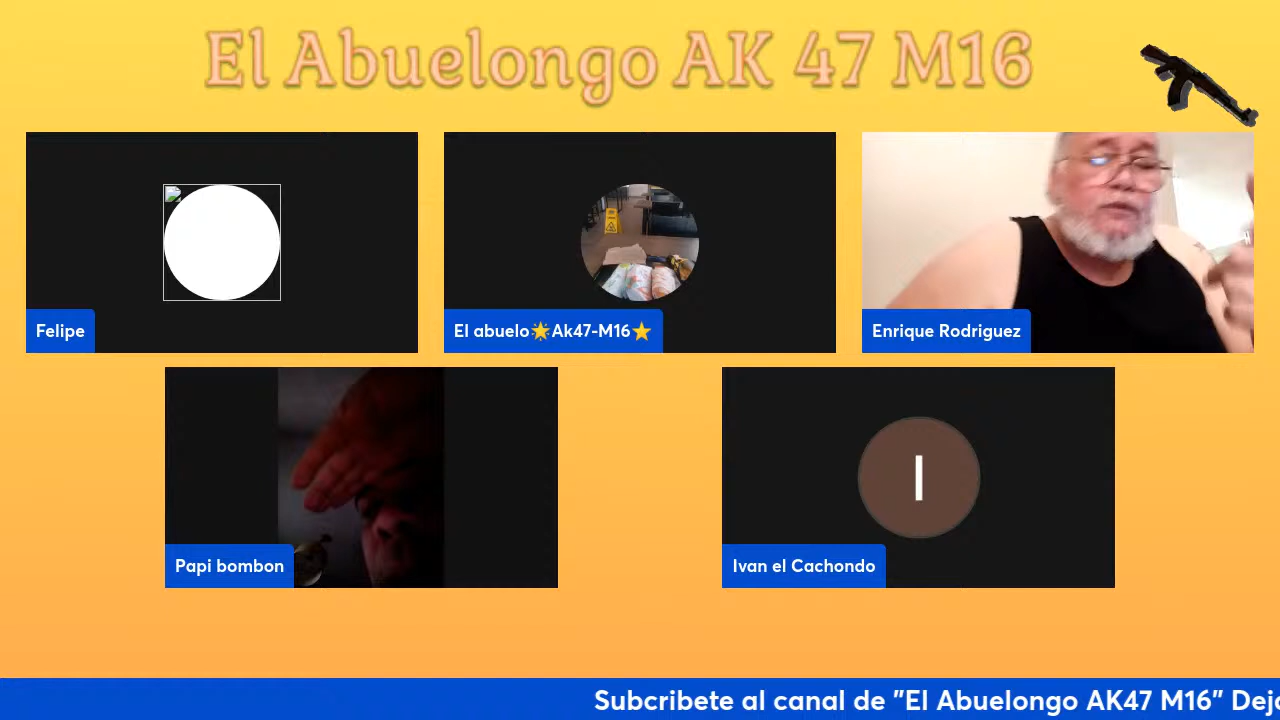 El Abuelongo AK 47 M16
Felipe
El abuelo🌟Ak47-M16⭐
Enrique Rodriguez
Papi bombon
I
Ivan el Cachondo
Subcribete al canal de "El Abuelongo AK47 M16" Dejc